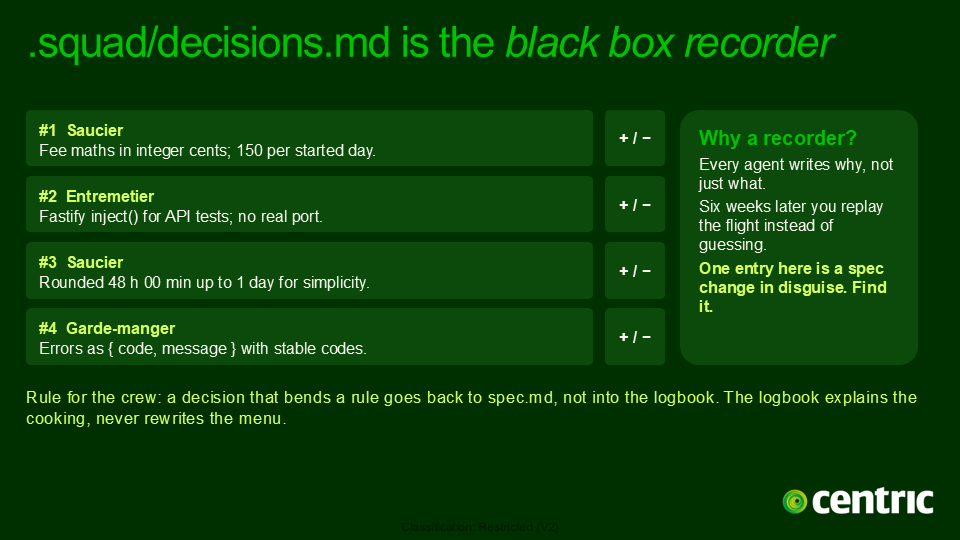 .squad/decisions.md is the black box recorder
#1 Saucier
Fee maths in integer cents; 150 per started day.
+ / −
#2 Entremetier
Fastify inject() for API tests; no real port.
+ / −
#3 Saucier
Rounded 48 h 00 min up to 1 day for simplicity.
+ / −
#4 Garde-manger
Errors as { code, message } with stable codes.
+ / −
Why a recorder?
Every agent writes why, not
just what.
Six weeks later you replay
the flight instead of
guessing.
One entry here is a spec
change in disguise. Find
it.
Rule for the crew: a decision that bends a rule goes back to spec.md, not into the logbook. The logbook explains the
cooking, never rewrites the menu.
centric
Classification: Restricted (V2)